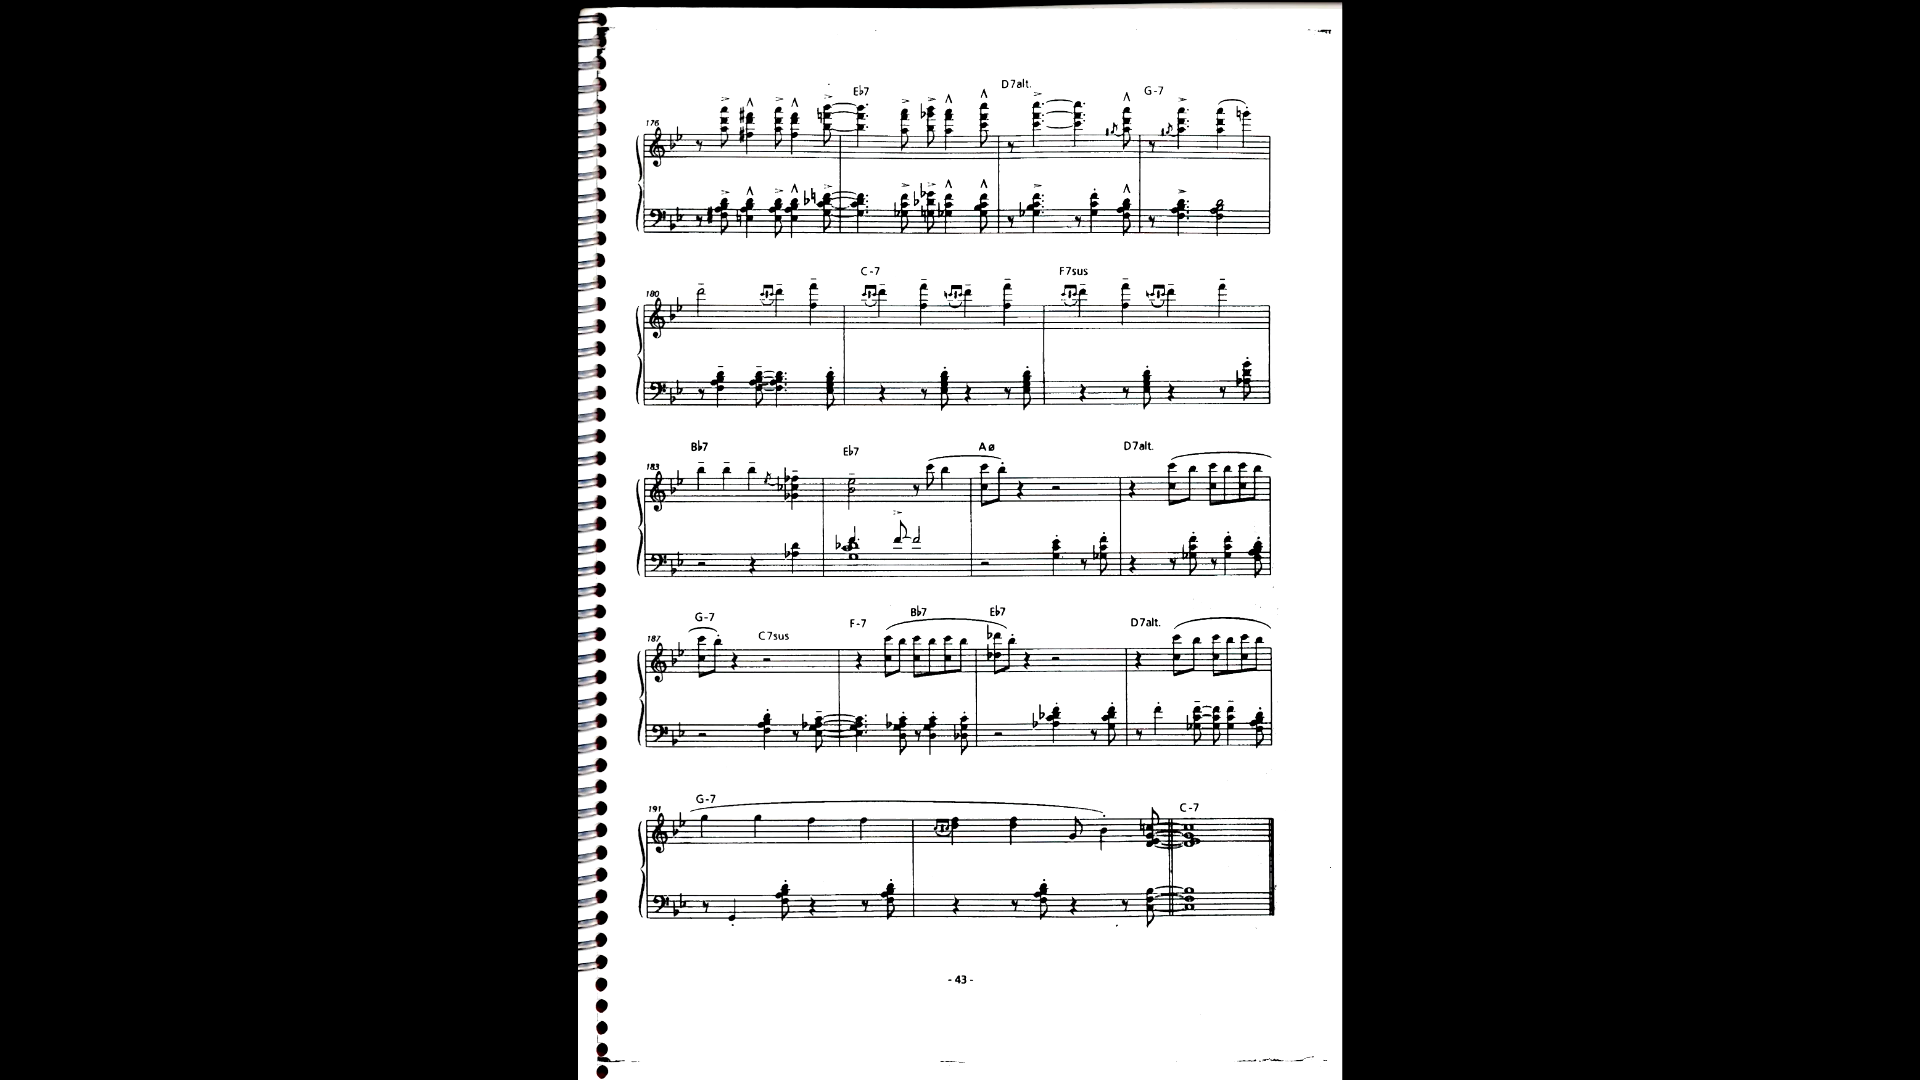 E♭7 D7alt. G-7
176
C-7 F7sus
180
B♭7 E♭7 Aø D7alt.
183
G-7 C7sus F-7 B♭7 E♭7 D7alt.
187
G-7 C-7
191
- 43 -